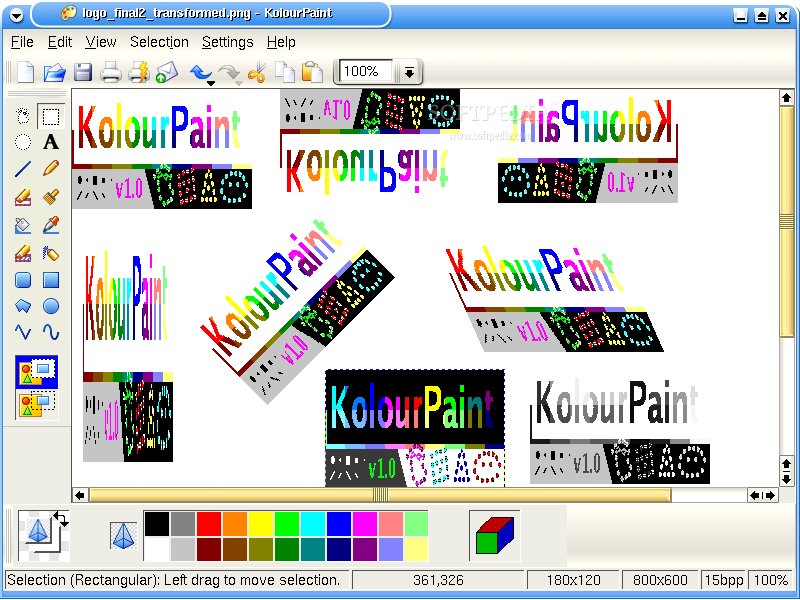 logo_final2_transformed.png - KolourPaint
File Edit View Selection Settings Help
100%
A
SOFTPEDIA
www.softpedia.com
KolourPaint
v1.0
KolourPaint
v1.0
KolourPaint
v1.0
KolourPaint
v1.0
KolourPaint
v1.0
KolourPaint
v1.0
KolourPaint
v1.0
KolourPaint
v1.0
Selection (Rectangular): Left drag to move selection. 361,326 180x120 800x600 15bpp 100%